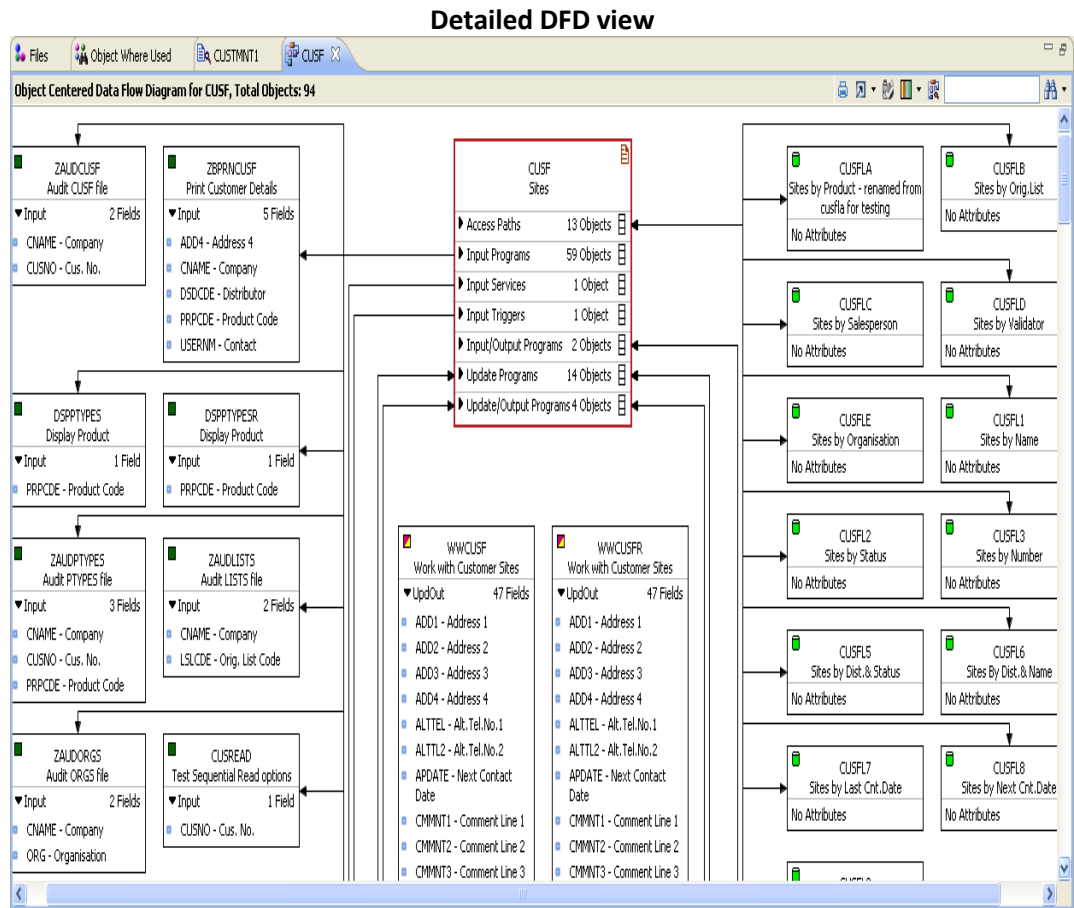 Detailed DFD view
Files
Object Where Used
CUSTMNT1
CUSF
Object Centered Data Flow Diagram for CUSF, Total Objects: 94
ZAUDCUSF
Audit CUSF file
Input 2 Fields
CNAME - Company
CUSNO - Cus. No.
ZBPRNCUSF
Print Customer Details
Input 5 Fields
ADD4 - Address 4
CNAME - Company
DSDCDE - Distributor
PRPCDE - Product Code
USERNM - Contact
CUSF
Sites
Access Paths 13 Objects
Input Programs 59 Objects
Input Services 1 Object
Input Triggers 1 Object
Input/Output Programs 2 Objects
Update Programs 14 Objects
Update/Output Programs 4 Objects
CUSFLA
Sites by Product - renamed from
cusfla for testing
No Attributes
CUSFLB
Sites by Orig.List
No Attributes
CUSFLC
Sites by Salesperson
No Attributes
CUSFLD
Sites by Validator
No Attributes
DSPPTYPES
Display Product
Input 1 Field
PRPCDE - Product Code
DSPPTYPESR
Display Product
Input 1 Field
PRPCDE - Product Code
CUSFLE
Sites by Organisation
No Attributes
CUSFL1
Sites by Name
No Attributes
ZAUDPTYPES
Audit PTYPES file
Input 3 Fields
CNAME - Company
CUSNO - Cus. No.
PRPCDE - Product Code
ZAUDLISTS
Audit LISTS file
Input 2 Fields
CNAME - Company
LSLCDE - Orig. List Code
WWCUSF
Work with Customer Sites
UpdOut 47 Fields
ADD1 - Address 1
ADD2 - Address 2
ADD3 - Address 3
ADD4 - Address 4
ALTTEL - Alt.Tel.No.1
ALTTL2 - Alt.Tel.No.2
APDATE - Next Contact
Date
CMMNT1 - Comment Line 1
CMMNT2 - Comment Line 2
CMMNT3 - Comment Line 3
WWCUSFR
Work with Customer Sites
UpdOut 47 Fields
ADD1 - Address 1
ADD2 - Address 2
ADD3 - Address 3
ADD4 - Address 4
ALTTEL - Alt.Tel.No.1
ALTTL2 - Alt.Tel.No.2
APDATE - Next Contact
Date
CMMNT1 - Comment Line 1
CMMNT2 - Comment Line 2
CMMNT3 - Comment Line 3
CUSFL2
Sites by Status
No Attributes
CUSFL3
Sites by Number
No Attributes
CUSFL5
Sites by Dist.& Status
No Attributes
CUSFL6
Sites By Dist.& Name
No Attributes
ZAUDORGS
Audit ORGS file
Input 2 Fields
CNAME - Company
ORG - Organisation
CUSREAD
Test Sequential Read options
Input 1 Field
CUSNO - Cus. No.
CUSFL7
Sites by Last Cnt.Date
No Attributes
CUSFL8
Sites by Next Cnt.Date
No Attributes